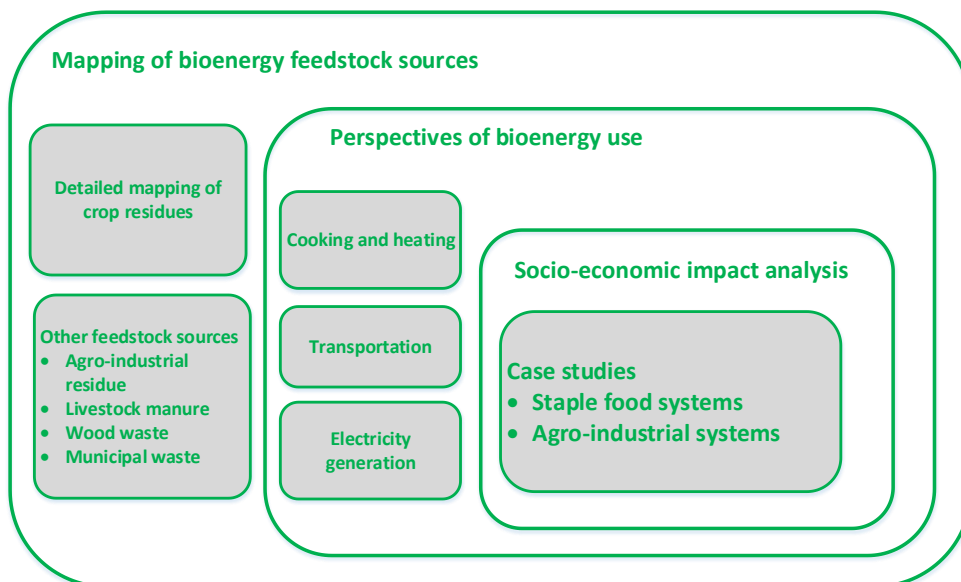 Mapping of bioenergy feedstock sources
Detailed mapping of
crop residues
Other feedstock sources
• Agro-industrial
residue
• Livestock manure
• Wood waste
• Municipal waste
Perspectives of bioenergy use
Cooking and heating
Transportation
Electricity
generation
Socio-economic impact analysis
Case studies
• Staple food systems
• Agro-industrial systems